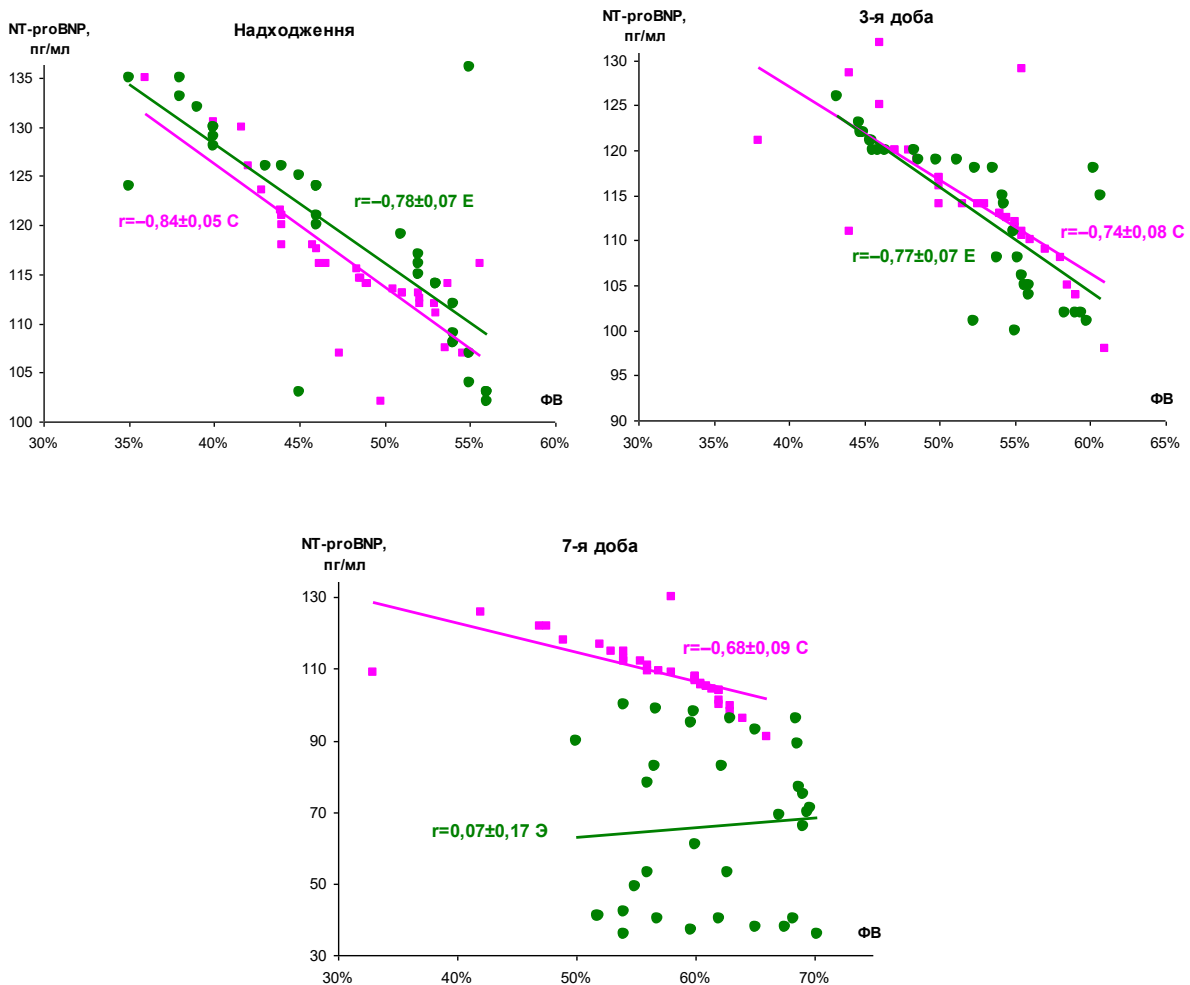 NT-proBNP,
пг/мл
Надходження
135
130
125
120
115
110
105
100
r=–0,78±0,07 Е
r=–0,84±0,05 С
ФВ
30% 35% 40% 45% 50% 55% 60%
NT-proBNP,
пг/мл
3-я доба
130
125
120
115
110
105
100
95
90
r=–0,74±0,08 С
r=–0,77±0,07 Е
ФВ
30% 35% 40% 45% 50% 55% 60% 65%
NT-proBNP,
пг/мл
7-я доба
130
110
90
70
50
30
r=–0,68±0,09 С
r=0,07±0,17 Э
ФВ
30% 40% 50% 60% 70%